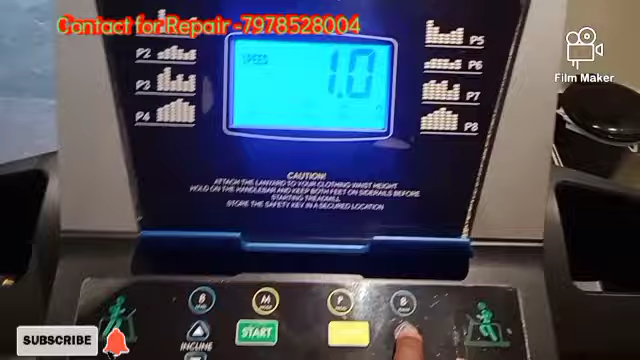 Contact for Repair -7978528004
P2
P3
P4
SPEED
1.0
P5
P6
P7
P8
Film Maker
CAUTION!
ATTACH THE LANYARD TO YOUR CLOTHING WAIST HEIGHT
HOLD ON THE HANDLEBAR AND KEEP BOTH FEET ON SIDERAILS BEFORE
STARTING TREADMILL
STORE THE SAFETY KEY IN A SECURED LOCATION
B
M
P
START
INCLINE
SUBSCRIBE